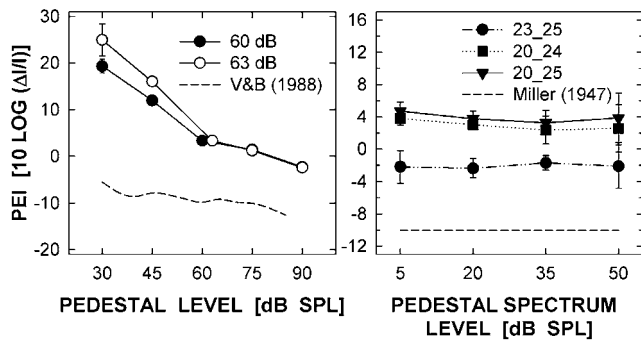 PEI [10 LOG (ΔI/I)]
30
20
10
0
-10
-20
60 dB
63 dB
V&B (1988)
30 45 60 75 90
PEDESTAL LEVEL [dB SPL]
16
12
8
4
0
-4
-8
-12
23_25
20_24
20_25
Miller (1947)
5 20 35 50
PEDESTAL SPECTRUM
LEVEL [dB SPL]